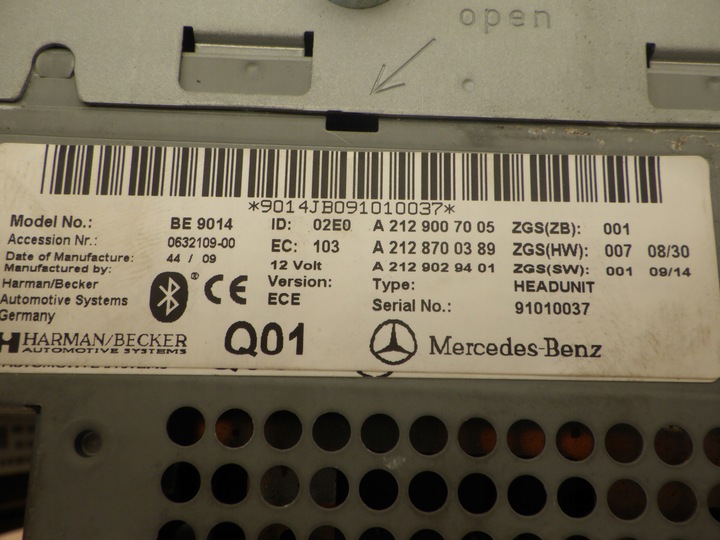 open
*9014JB091010037*
Model No.: BE 9014 ID: 02E0 A 212 900 70 05 ZGS(ZB): 001
Accession Nr.: 0632109-00 EC: 103 A 212 870 03 89 ZGS(HW): 007 08/30
Date of Manufacture: 44 / 09 12 Volt A 212 902 94 01 ZGS(SW): 001 09/14
Manufactured by: Version: Type: HEADUNIT
Harman/Becker ECE Serial No.: 91010037
Automotive Systems
Germany
HARMAN/BECKER Q01 Mercedes-Benz
AUTOMOTIVE SYSTEMS